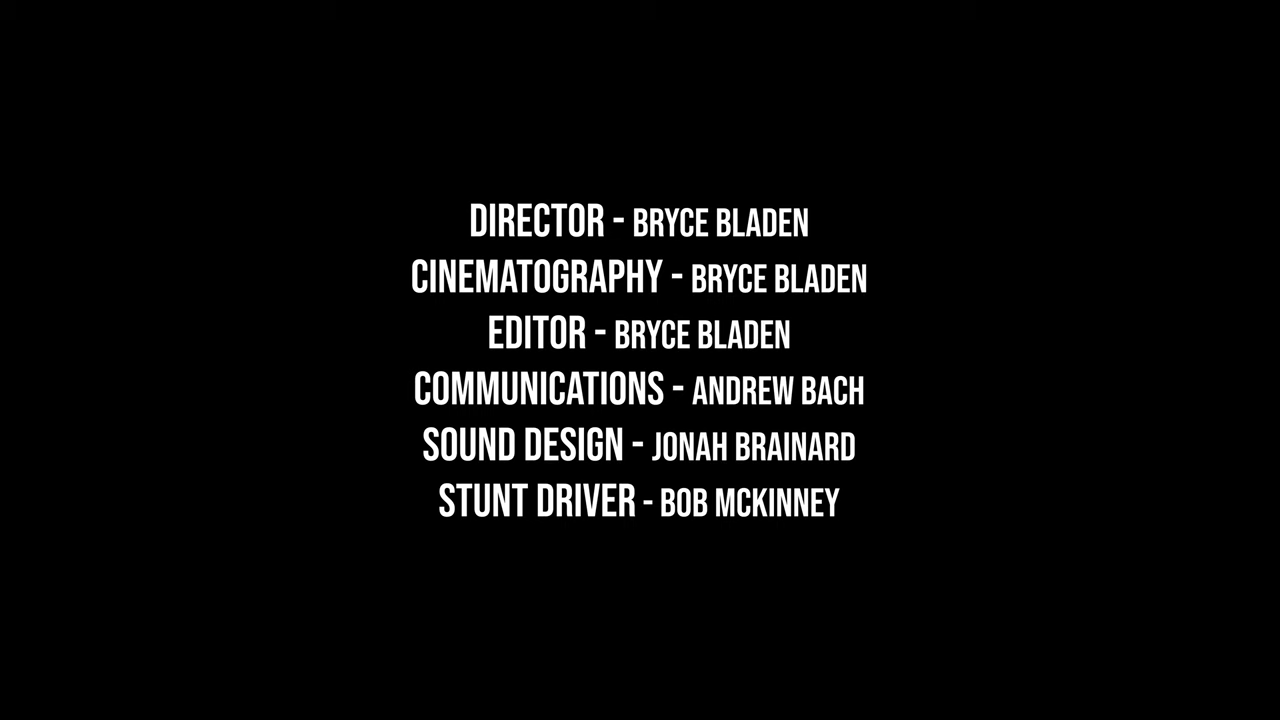 DIRECTOR - BRYCE BLADEN
CINEMATOGRAPHY - BRYCE BLADEN
EDITOR - BRYCE BLADEN
COMMUNICATIONS - ANDREW BACH
SOUND DESIGN - JONAH BRAINARD
STUNT DRIVER - BOB MCKINNEY